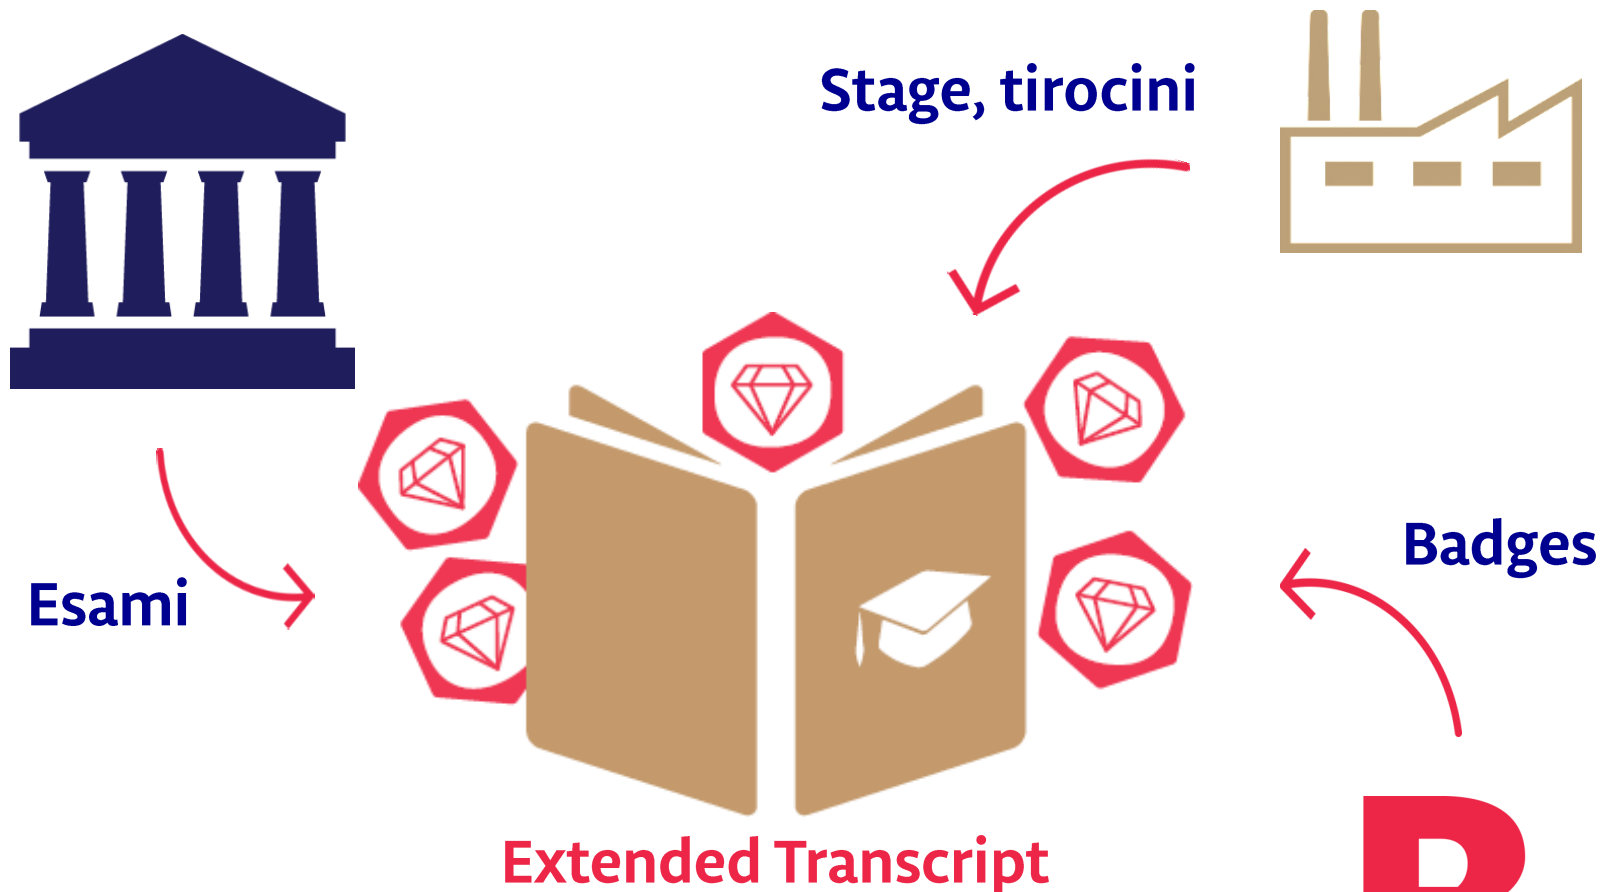 Stage, tirocini
Badges
Esami
Extended Transcript